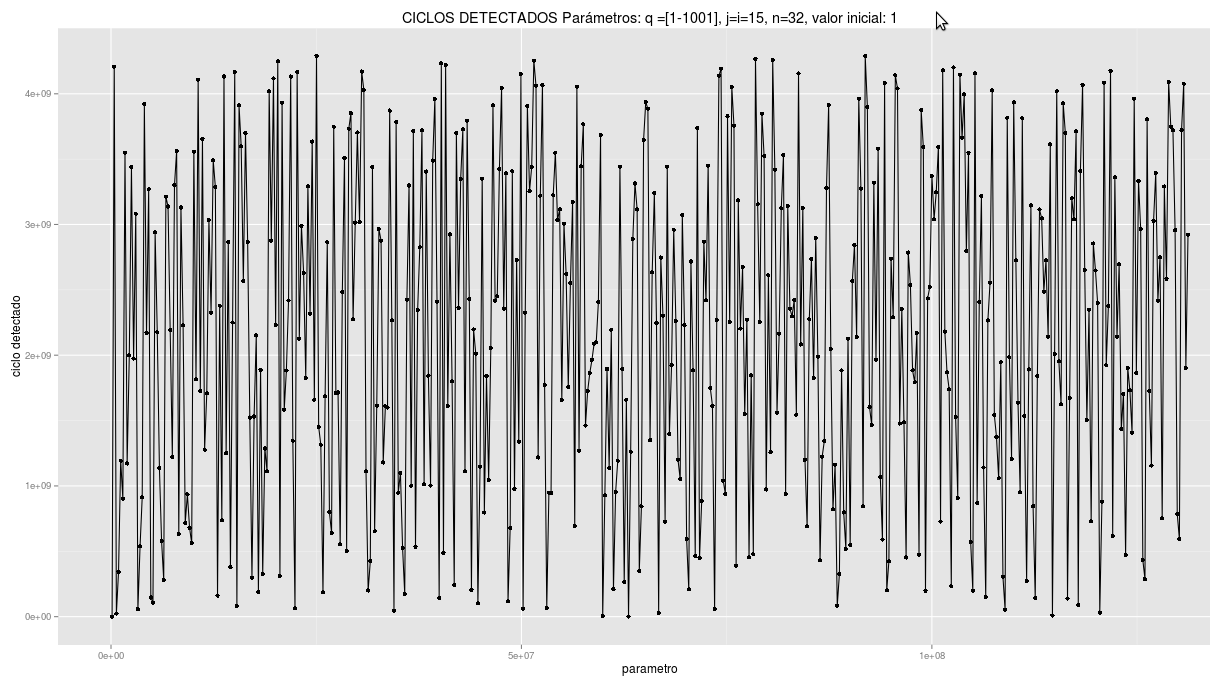 CICLOS DETECTADOS Parámetros: q =[1-1001], j=i=15, n=32, valor inicial: 1
4e+09
3e+09
2e+09
1e+09
0e+00
ciclo detectado
0e+00 5e+07 1e+08
parametro